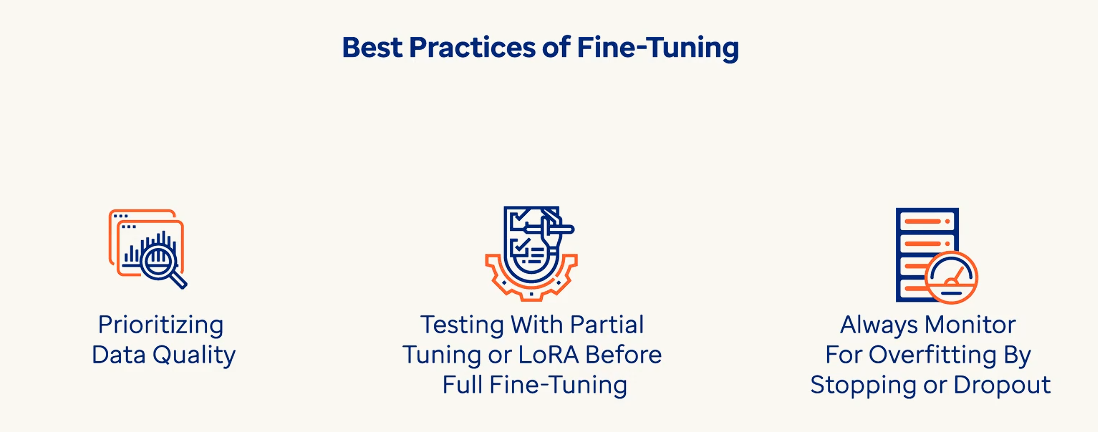 Best Practices of Fine-Tuning
Prioritizing
Data Quality
Testing With Partial
Tuning or LoRA Before
Full Fine-Tuning
Always Monitor
For Overfitting By
Stopping or Dropout